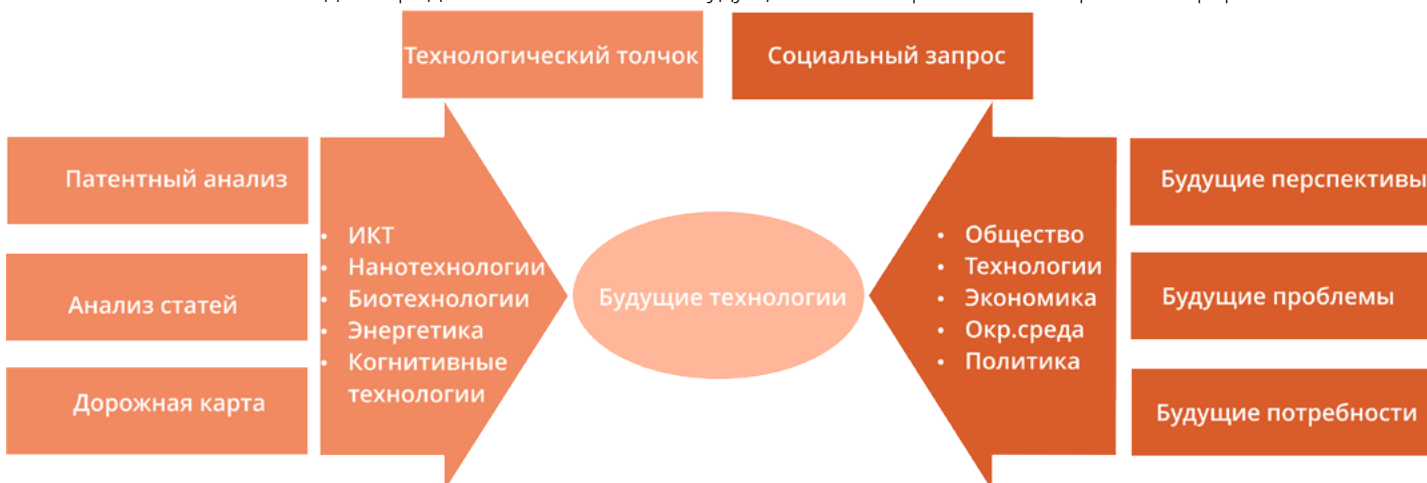 Технологический толчок
Социальный запрос
Патентный анализ
Анализ статей
Дорожная карта
• ИКТ
• Нанотехнологии
• Биотехнологии
• Энергетика
• Когнитивные
технологии
Будущие технологии
• Общество
• Технологии
• Экономика
• Окр.среда
• Политика
Будущие перспективы
Будущие проблемы
Будущие потребности